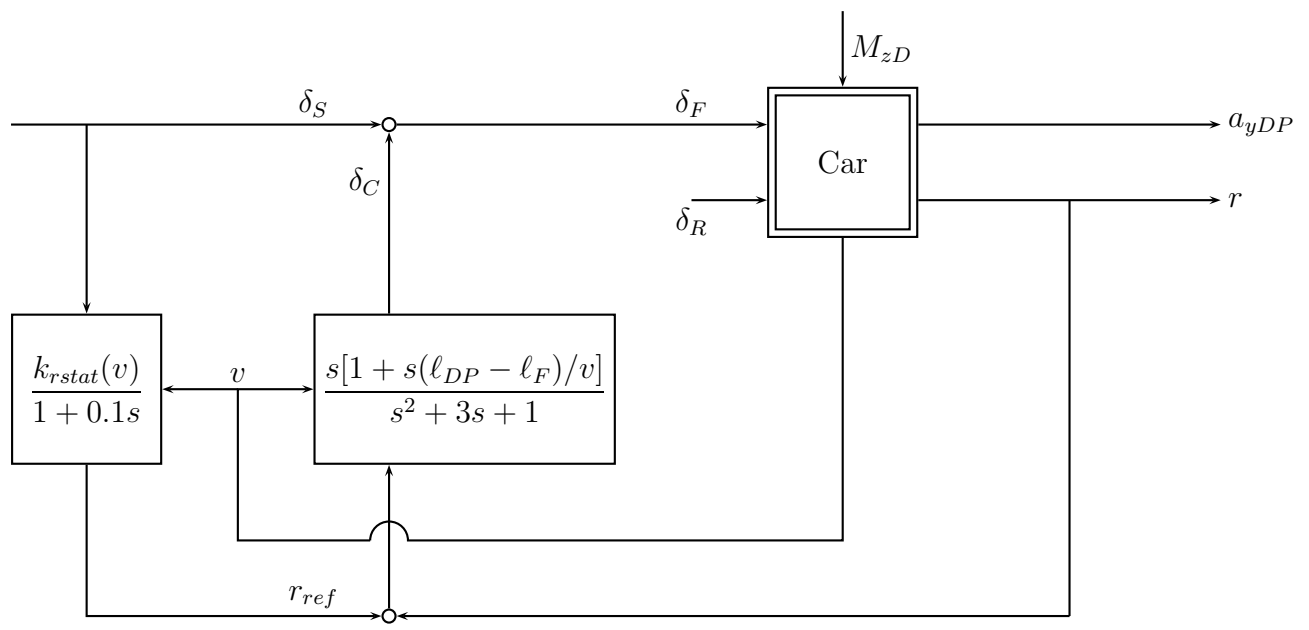 M_{zD}
δ_S
δ_F
a_{yDP}
Car
δ_C
δ_R
r
k_{rstat}(v)
1 + 0.1s
v
s[1 + s(ℓ_{DP} − ℓ_F)/v]
s² + 3s + 1
r_{ref}